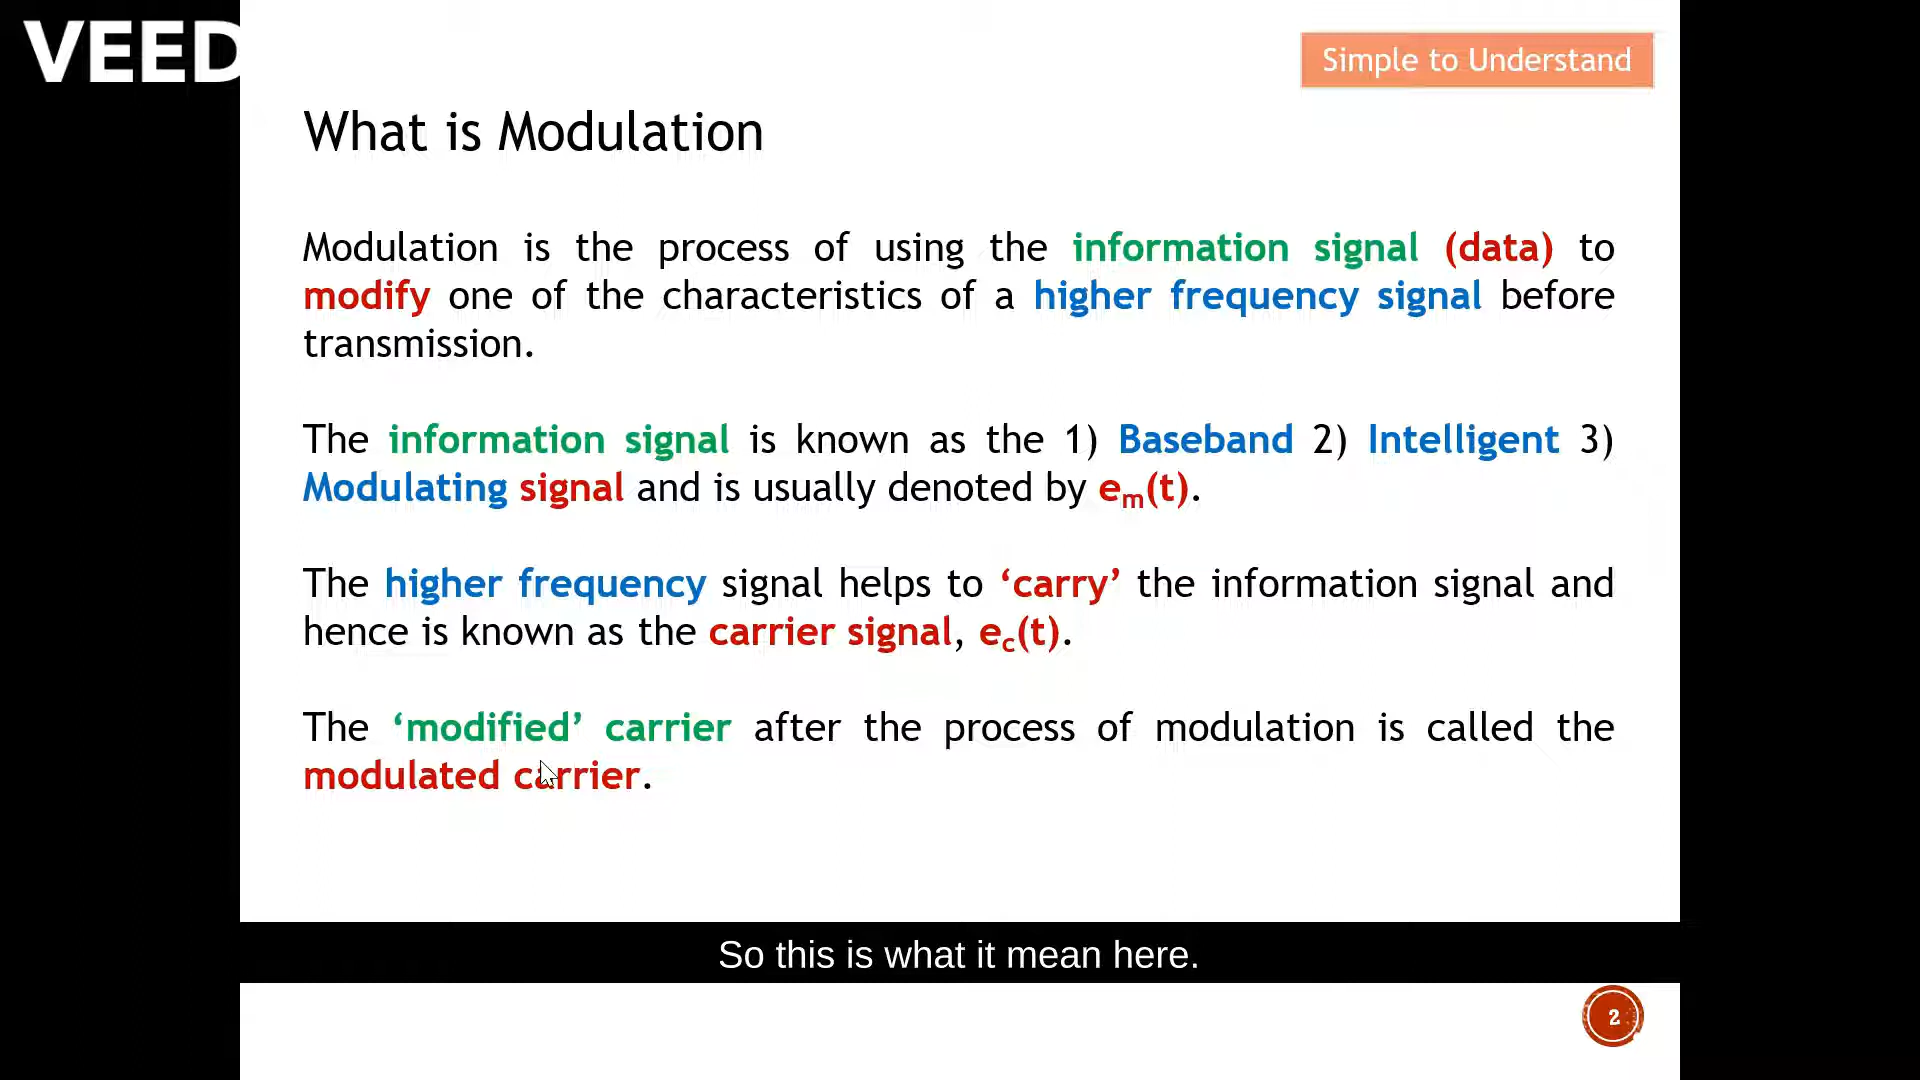 VEED
Simple to Understand
What is Modulation
Modulation is the process of using the information signal (data) to
modify one of the characteristics of a higher frequency signal before
transmission.
The information signal is known as the 1) Baseband 2) Intelligent 3)
Modulating signal and is usually denoted by eₘ(t).
The higher frequency signal helps to ‘carry’ the information signal and
hence is known as the carrier signal, e꜀(t).
The ‘modified’ carrier after the process of modulation is called the
modulated carrier.
So this is what it mean here.
2